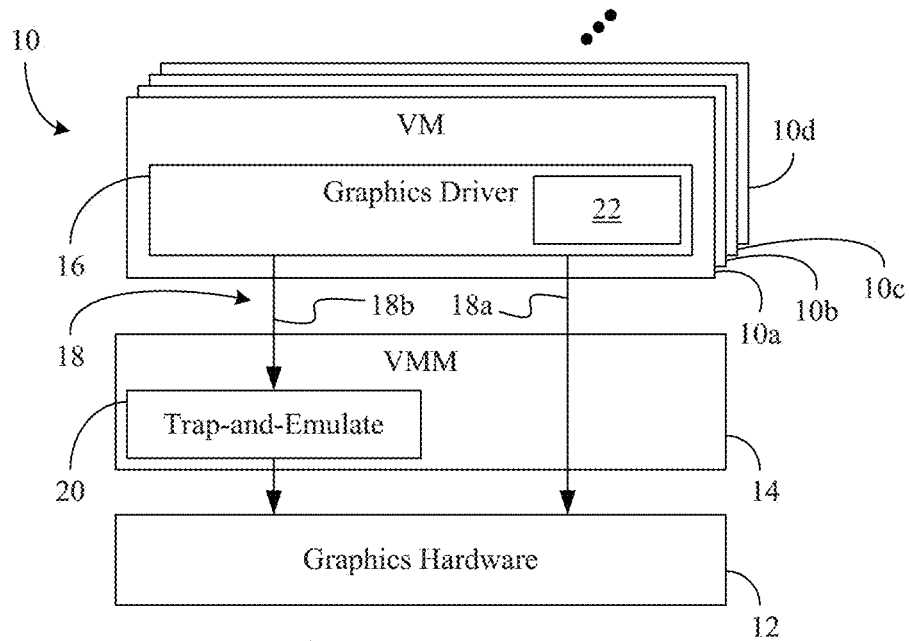 10
VM
10d
Graphics Driver
22
16
10c
10b
10a
18b
18a
18
VMM
Trap-and-Emulate
20
14
Graphics Hardware
12